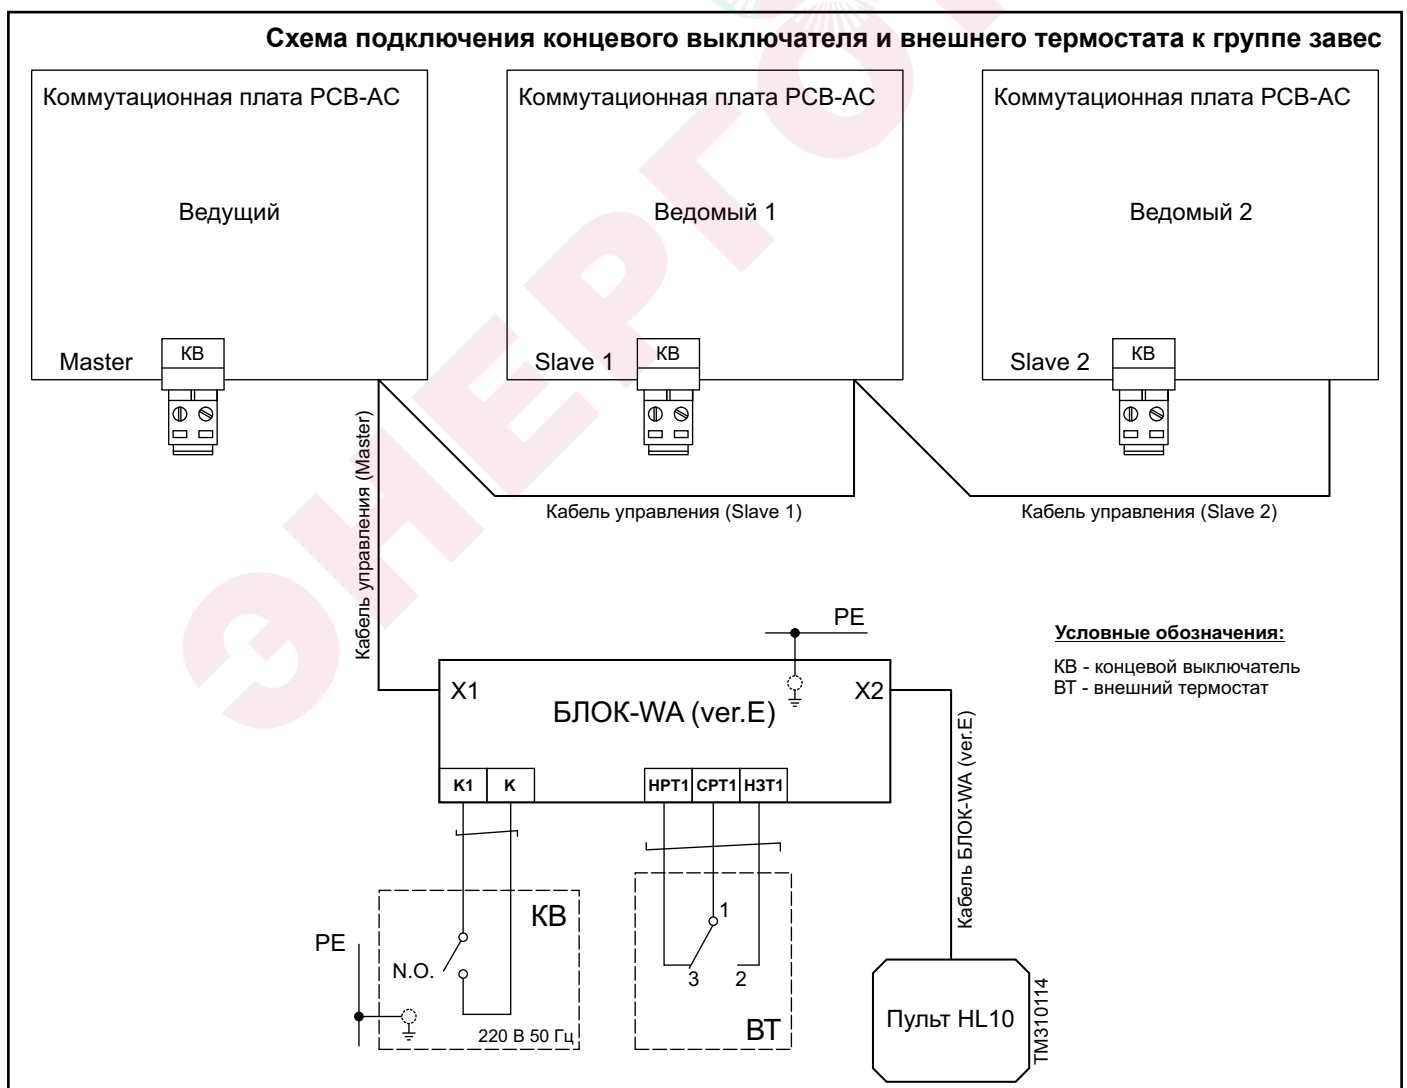 Схема подключения концевого выключателя и внешнего термостата к группе завес
Коммутационная плата PCB-AC
Ведущий
Master
КВ
Коммутационная плата PCB-AC
Ведомый 1
Slave 1
КВ
Коммутационная плата PCB-AC
Ведомый 2
Slave 2
КВ
Кабель управления (Master)
Кабель управления (Slave 1)
Кабель управления (Slave 2)
PE
X1
БЛОК-WA (ver.E)
X2
K1
K
НРТ1
СРТ1
НЗТ1
Условные обозначения:
КВ - концевой выключатель
ВТ - внешний термостат
Кабель БЛОК-WA (ver.E)
PE
КВ
N.O.
220 В 50 Гц
1
3
2
ВТ
Пульт HL10
TM310114
ЭНЕРГО